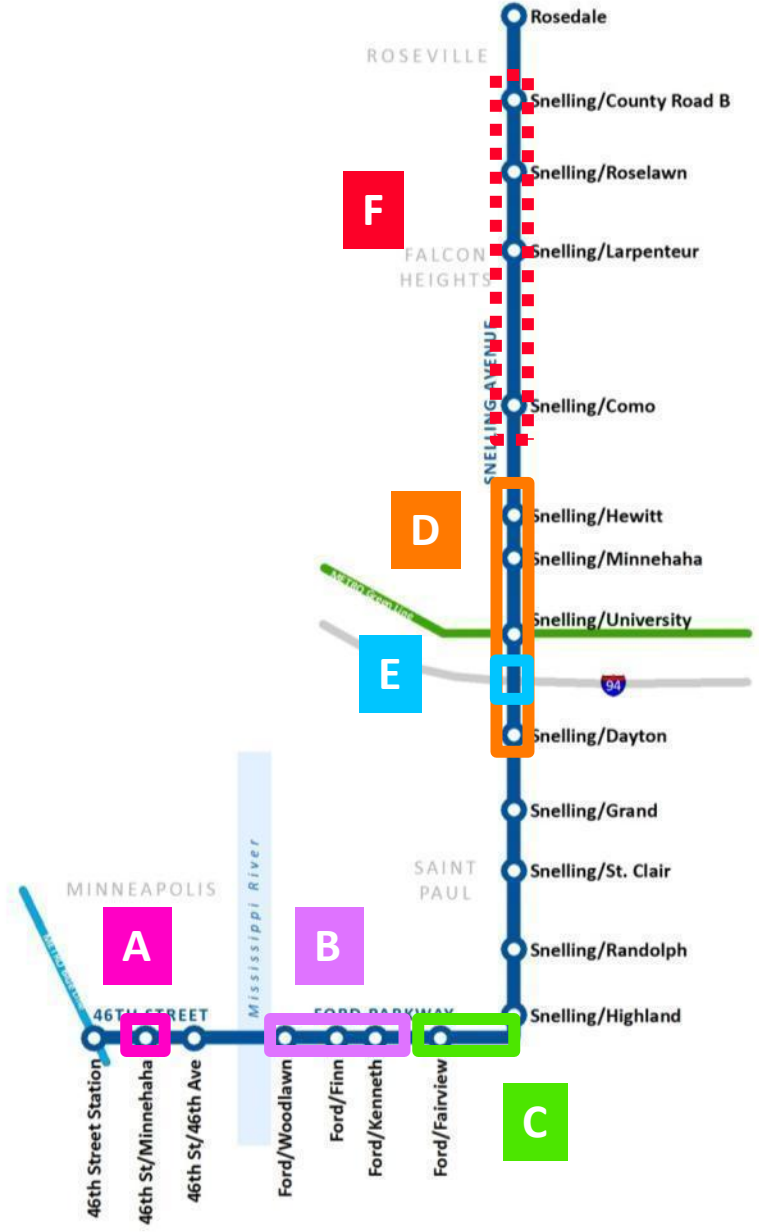 Rosedale
ROSEVILLE
Snelling/County Road B
Snelling/Roselawn
F
FALCON
HEIGHTS
Snelling/Larpenteur
SNELLING AVENUE
Snelling/Como
D
Snelling/Hewitt
Snelling/Minnehaha
METRO Green Line
Snelling/University
E
94
Snelling/Dayton
Snelling/Grand
SAINT
PAUL
Snelling/St. Clair
MINNEAPOLIS
Mississippi River
A
B
Snelling/Randolph
METRO Blue Line
46TH STREET
FORD PARKWAY
Snelling/Highland
46th Street Station
46th St/Minnehaha
46th St/46th Ave
Ford/Woodlawn
Ford/Finn
Ford/Kenneth
Ford/Fairview
C